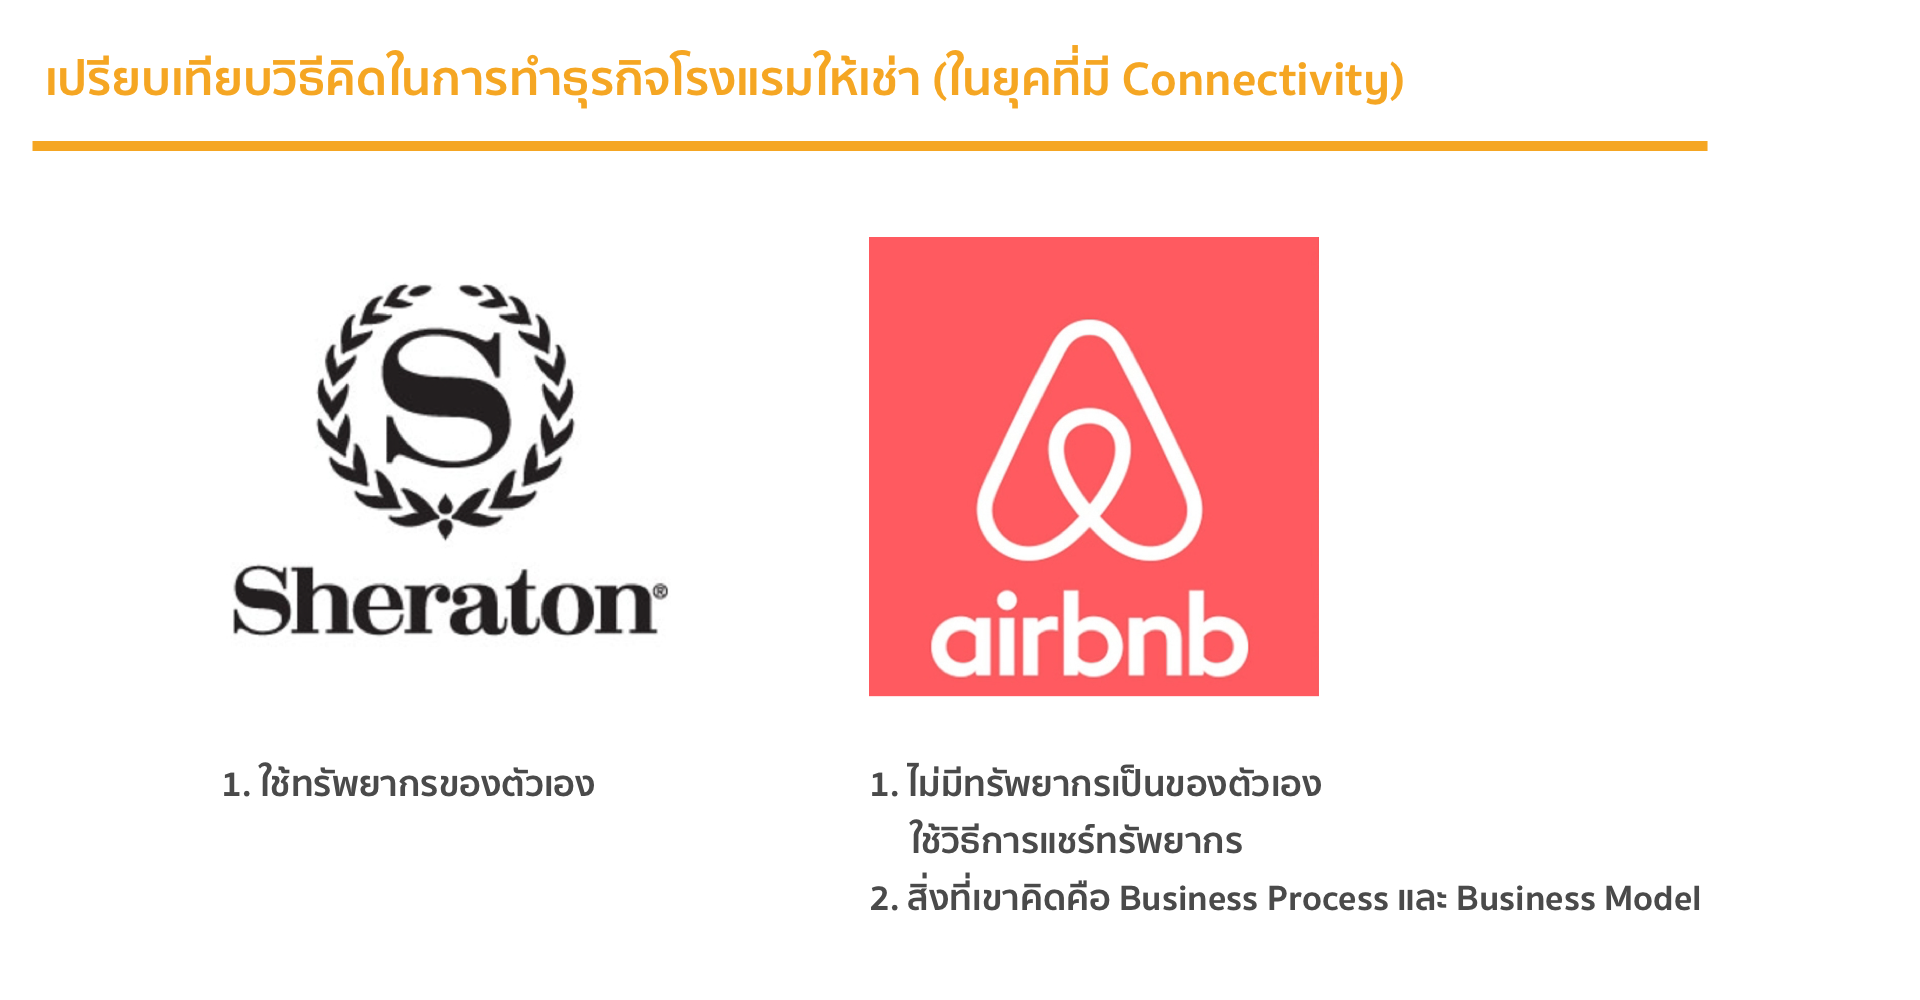 เปรียบเทียบวิธีคิดในการทำธุรกิจโรงแรมให้เช่า (ในยุคที่มี Connectivity)
S
Sheraton®
airbnb
1. ใช้ทรัพยากรของตัวเอง
1. ไม่มีทรัพยากรเป็นของตัวเอง
ใช้วิธีการแชร์ทรัพยากร
2. สิ่งที่เขาคิดคือ Business Process และ Business Model